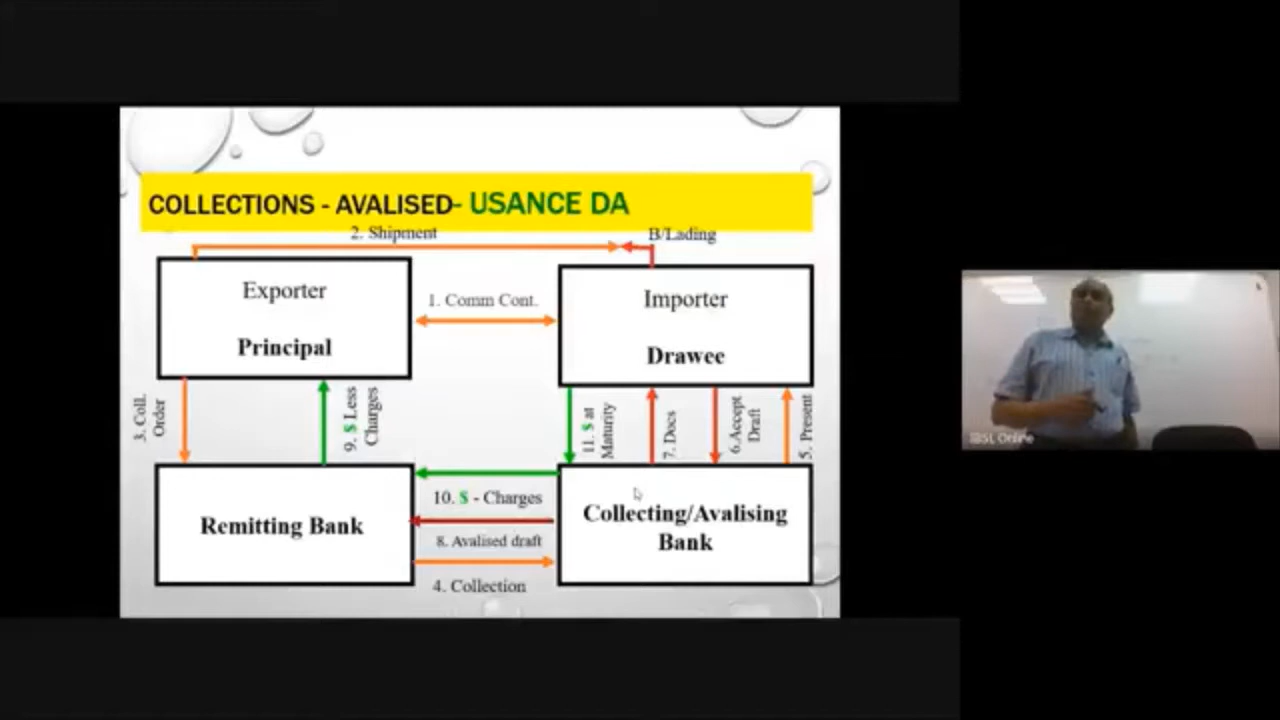 COLLECTIONS - AVALISED- USANCE DA
2. Shipment
B/Lading
Exporter
Principal
1. Comm Cont.
Importer
Drawee
3. Coll.
Order
9. $ Less
Charges
11. $ at
Maturity
7. Docs
6.Accept
Draft
5. Present
Remitting Bank
10. $ - Charges
8. Avalised draft
4. Collection
Collecting/Avalising
Bank
SL Online